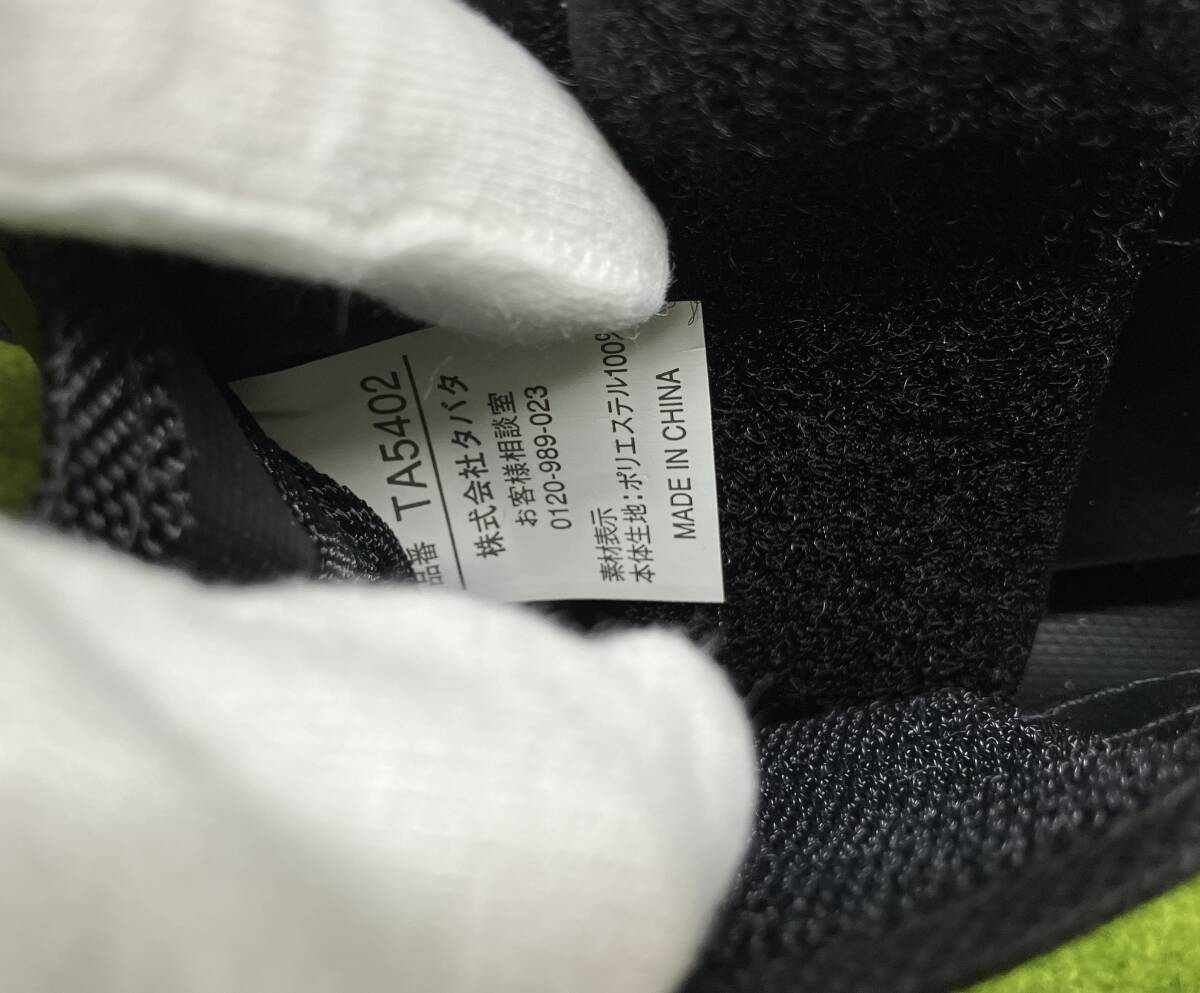 品番 TA5402
株式会社タバタ
お客様相談室
0120-989-023
素材表示
本体生地：ポリエステル100%
MADE IN CHINA